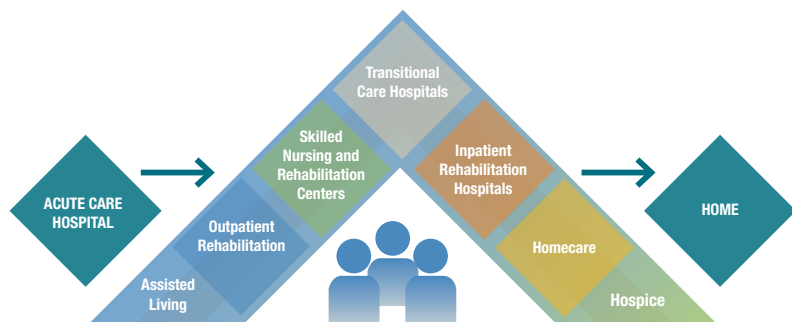 ACUTE CARE
HOSPITAL
Assisted
Living
Outpatient
Rehabilitation
Skilled
Nursing and
Rehabilitation
Centers
Transitional
Care Hospitals
Inpatient
Rehabilitation
Hospitals
Homecare
Hospice
HOME